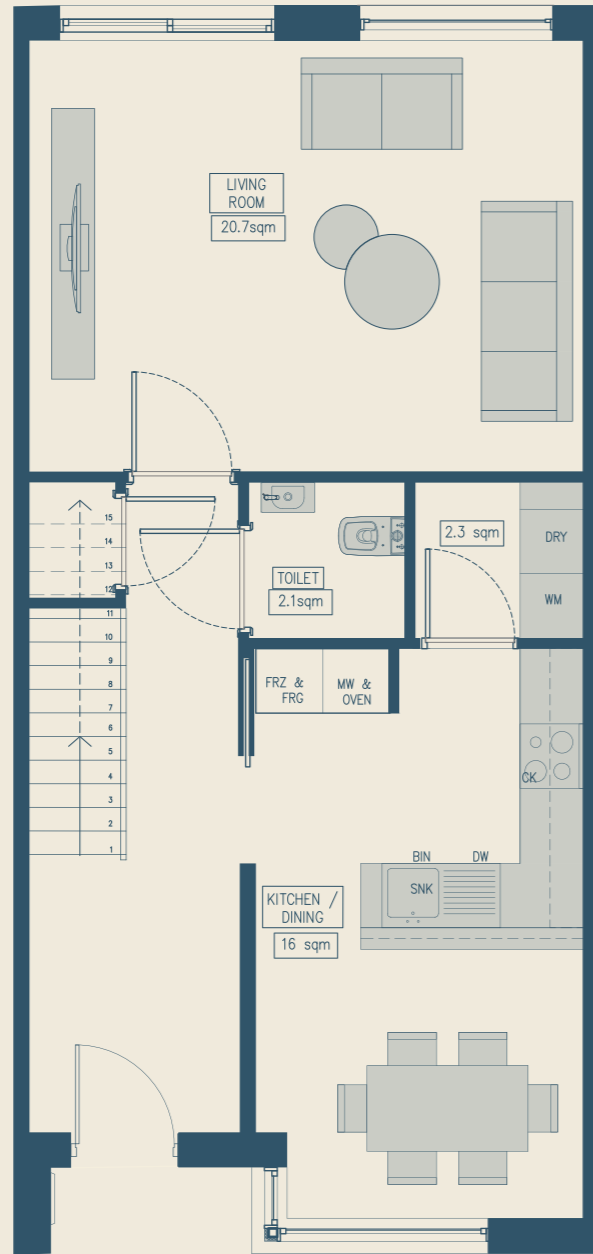 LIVING
ROOM
20.7sqm
15
14
13
12
11
10
9
8
7
6
5
4
3
2
1
TOILET
2.1sqm
2.3 sqm
DRY
WM
FRZ &
FRG
MW &
OVEN
CK
BIN
DW
SNK
KITCHEN /
DINING
16 sqm